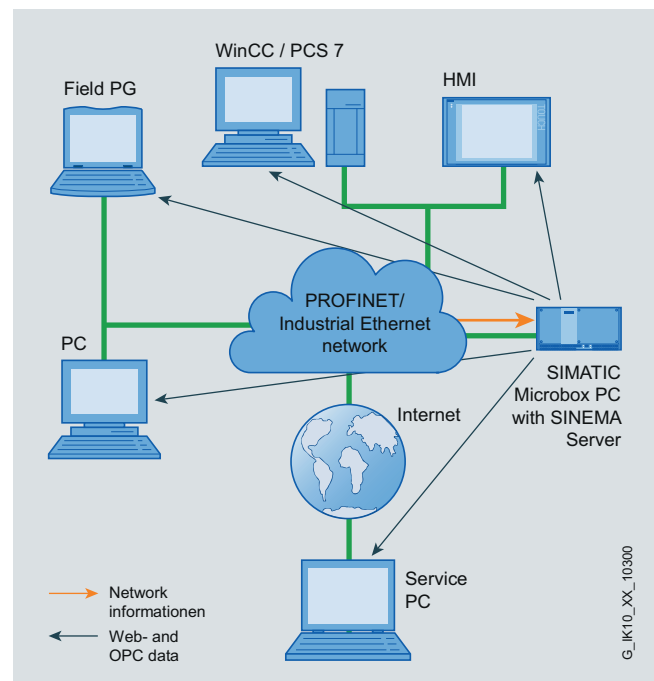 WinCC / PCS 7
Field PG
HMI
PROFINET/
Industrial Ethernet
network
PC
SIMATIC
Microbox PC
with SINEMA
Server
Internet
Service
PC
Network
informationen
Web- and
OPC data
G_IK10_XX_10300